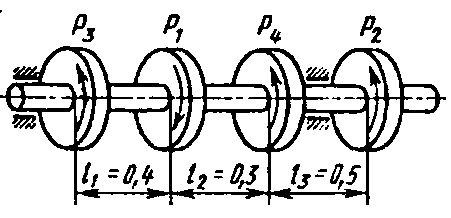 P₃ P₁ P₄ P₂
l₁ = 0,4 l₂ = 0,3 l₃ = 0,5